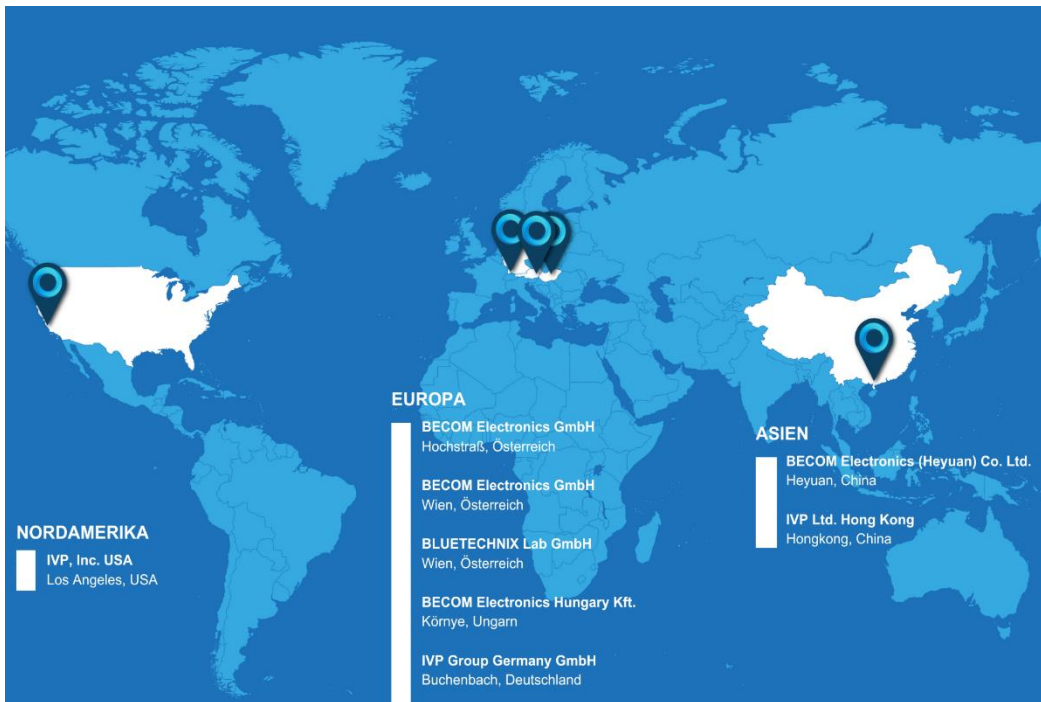 NORDAMERIKA
IVP, Inc. USA
Los Angeles, USA
EUROPA
BECOM Electronics GmbH
Hochstraß, Österreich
BECOM Electronics GmbH
Wien, Österreich
BLUETECHNIX Lab GmbH
Wien, Österreich
BECOM Electronics Hungary Kft.
Környe, Ungarn
IVP Group Germany GmbH
Buchenbach, Deutschland
ASIEN
BECOM Electronics (Heyuan) Co. Ltd.
Heyuan, China
IVP Ltd. Hong Kong
Hongkong, China